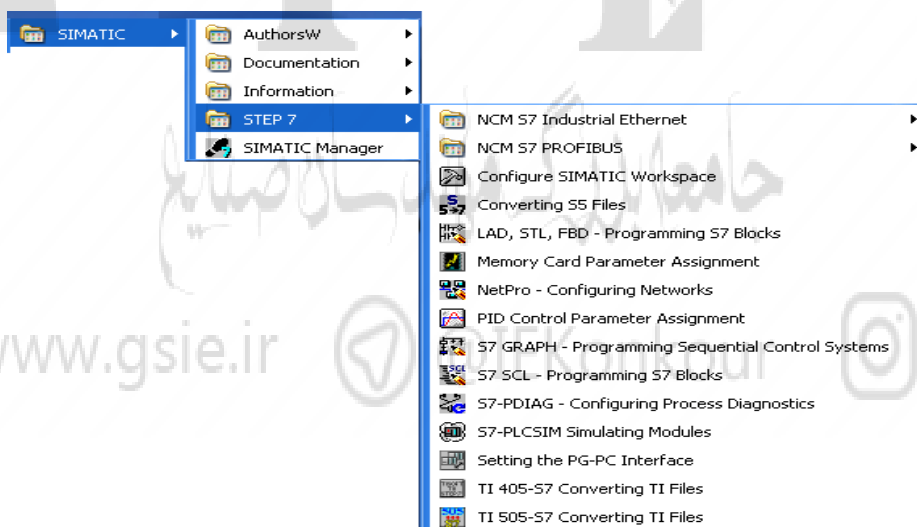 SIMATIC
AuthorsW
Documentation
Information
STEP 7
SIMATIC Manager
NCM S7 Industrial Ethernet
NCM S7 PROFIBUS
Configure SIMATIC Workspace
Converting S5 Files
LAD, STL, FBD - Programming S7 Blocks
Memory Card Parameter Assignment
NetPro - Configuring Networks
PID Control Parameter Assignment
S7 GRAPH - Programming Sequential Control Systems
S7 SCL - Programming S7 Blocks
S7-PDIAG - Configuring Process Diagnostics
S7-PLCSIM Simulating Modules
Setting the PG-PC Interface
TI 405-S7 Converting TI Files
TI 505-S7 Converting TI Files
www.gsie.ir